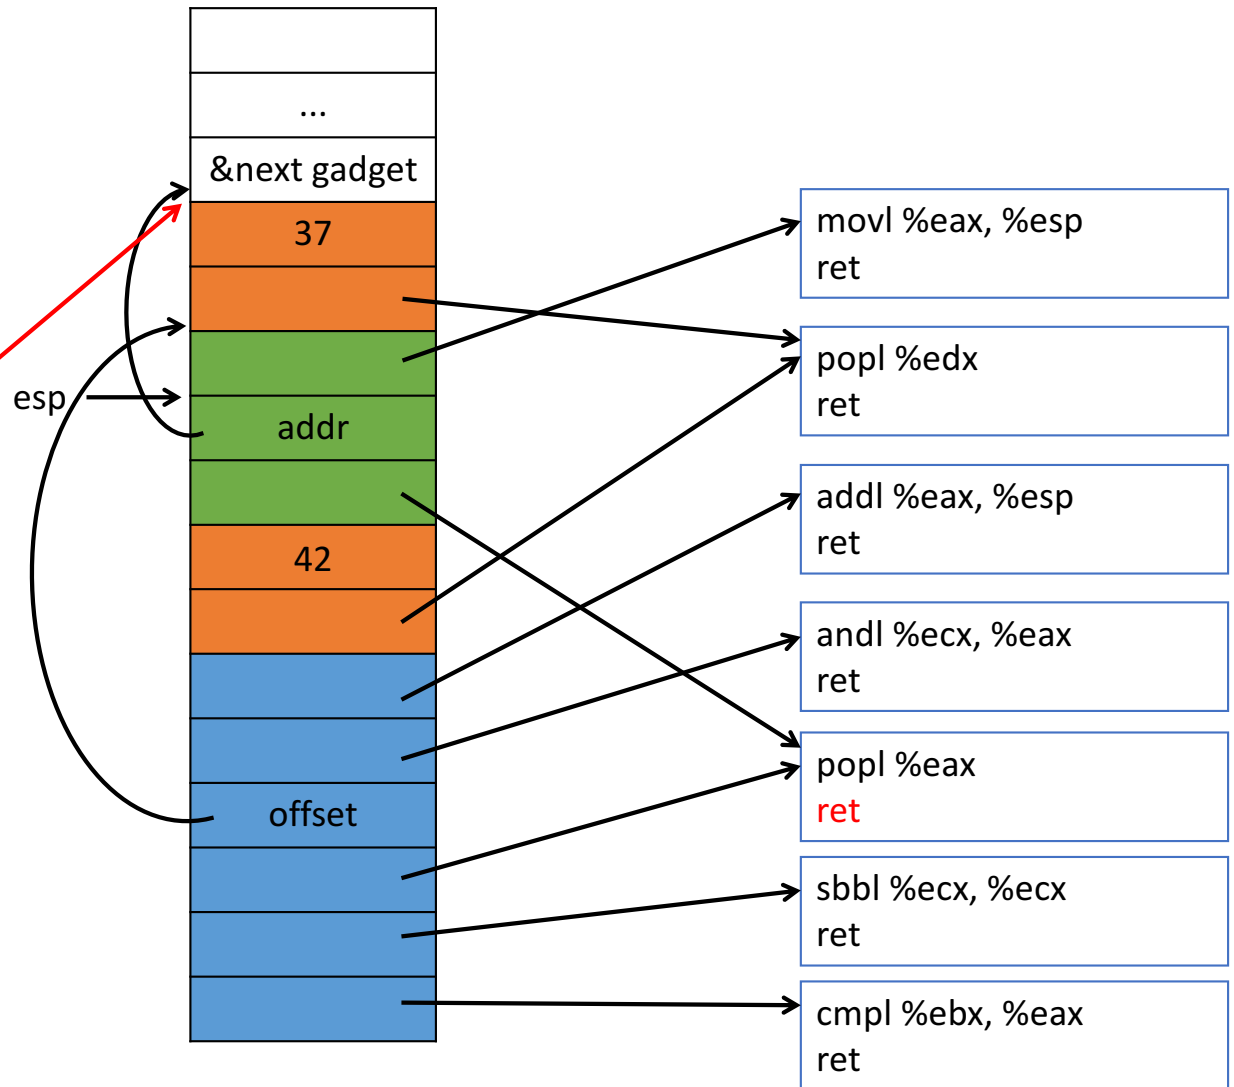 ...
&next gadget
37
esp
addr
42
offset
movl %eax, %esp
ret
popl %edx
ret
addl %eax, %esp
ret
andl %ecx, %eax
ret
popl %eax
ret
sbbl %ecx, %ecx
ret
cmpl %ebx, %eax
ret